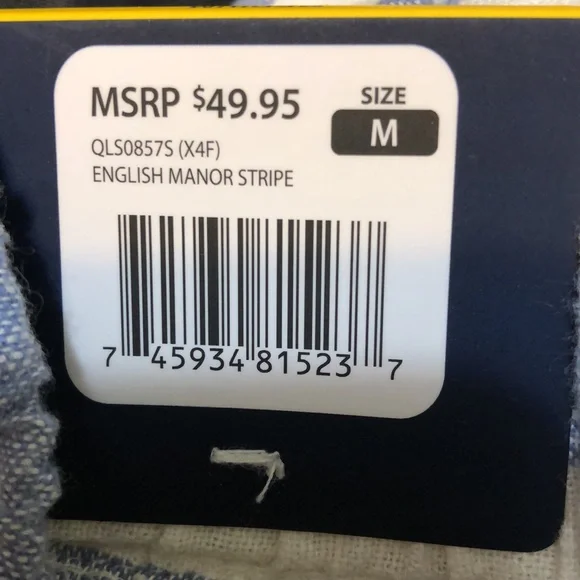 MSRP $49.95
SIZE
M
QLS0857S (X4F)
ENGLISH MANOR STRIPE
7 45934 81523 7